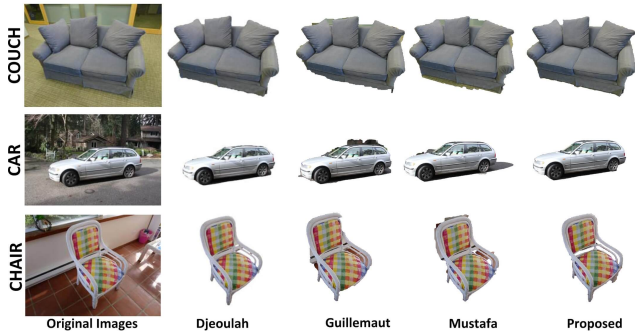 COUCH
CAR
CHAIR
Original Images
Djeoulah
Guillemaut
Mustafa
Proposed